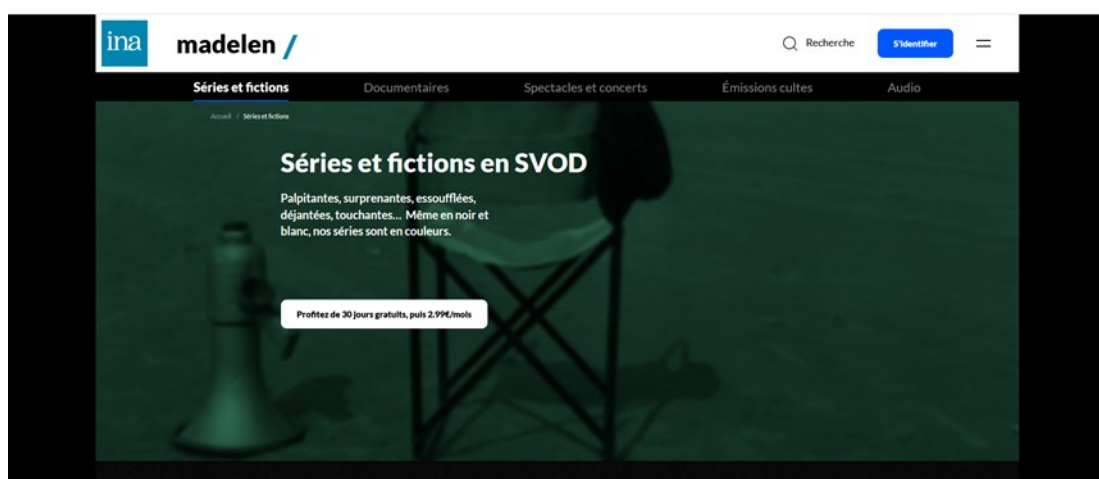 ina
madelen /
Recherche
S'identifier
Séries et fictions
Documentaires
Spectacles et concerts
Émissions cultes
Audio
Accueil / Séries et fictions
Séries et fictions en SVOD
Palpitantes, surprenantes, essoufflées,
déjantées, touchantes... Même en noir et
blanc, nos séries sont en couleurs.
Profitez de 30 jours gratuits, puis 2.99€/mois